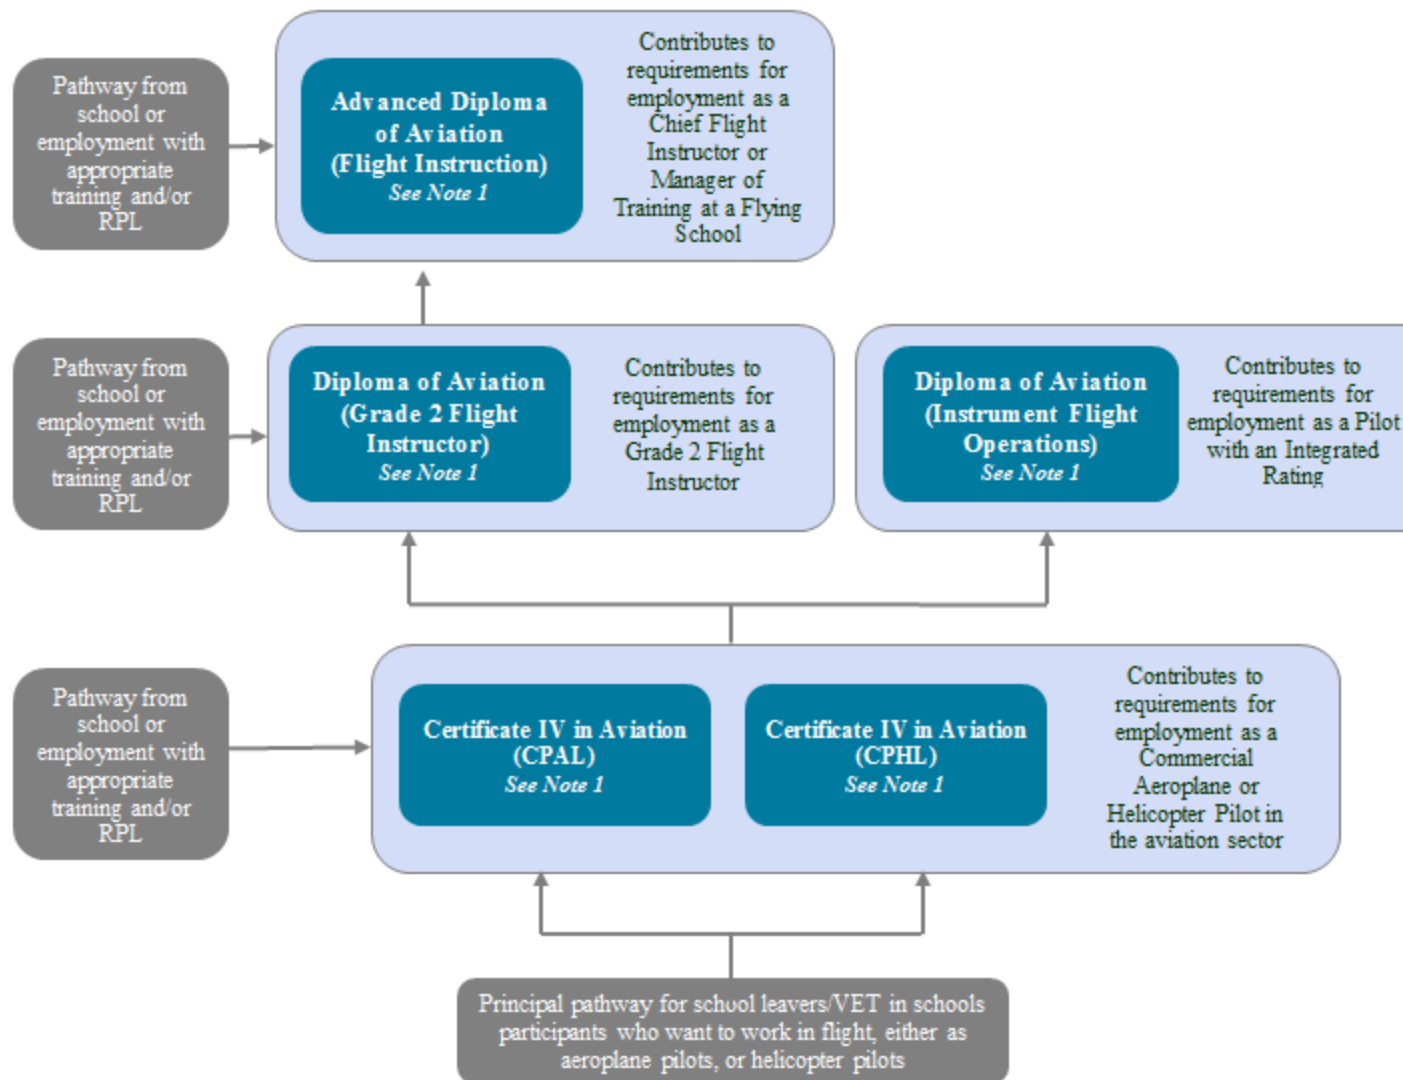 Pathway from
school or
employment with
appropriate
training and/or
RPL
Advanced Diploma
of Aviation
(Flight Instruction)
See Note 1
Contributes to
requirements for
employment as a
Chief Flight
Instructor or
Manager of
Training at a Flying
School
Pathway from
school or
employment with
appropriate
training and/or
RPL
Diploma of Aviation
(Grade 2 Flight
Instructor)
See Note 1
Contributes to
requirements for
employment as a
Grade 2 Flight
Instructor
Diploma of Aviation
(Instrument Flight
Operations)
See Note 1
Contributes to
requirements for
employment as a Pilot
with an Integrated
Rating
Pathway from
school or
employment with
appropriate
training and/or
RPL
Certificate IV in Aviation
(CPAL)
See Note 1
Certificate IV in Aviation
(CPHL)
See Note 1
Contributes to
requirements for
employment as a
Commercial
Aeroplane or
Helicopter Pilot in
the aviation sector
Principal pathway for school leavers/VET in schools
participants who want to work in flight, either as
aeroplane pilots, or helicopter pilots